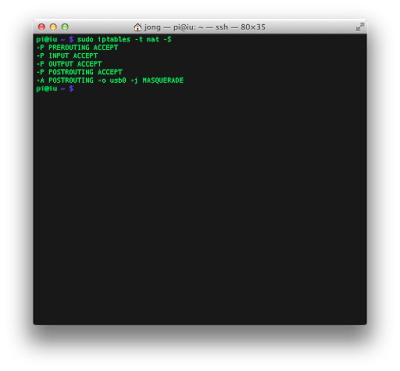 jong — pi@iu: ~ — ssh — 80×35
pi@iu ~ $ sudo iptables -t nat -S
-P PREROUTING ACCEPT
-P INPUT ACCEPT
-P OUTPUT ACCEPT
-P POSTROUTING ACCEPT
-A POSTROUTING -o usb0 -j MASQUERADE
pi@iu ~ $